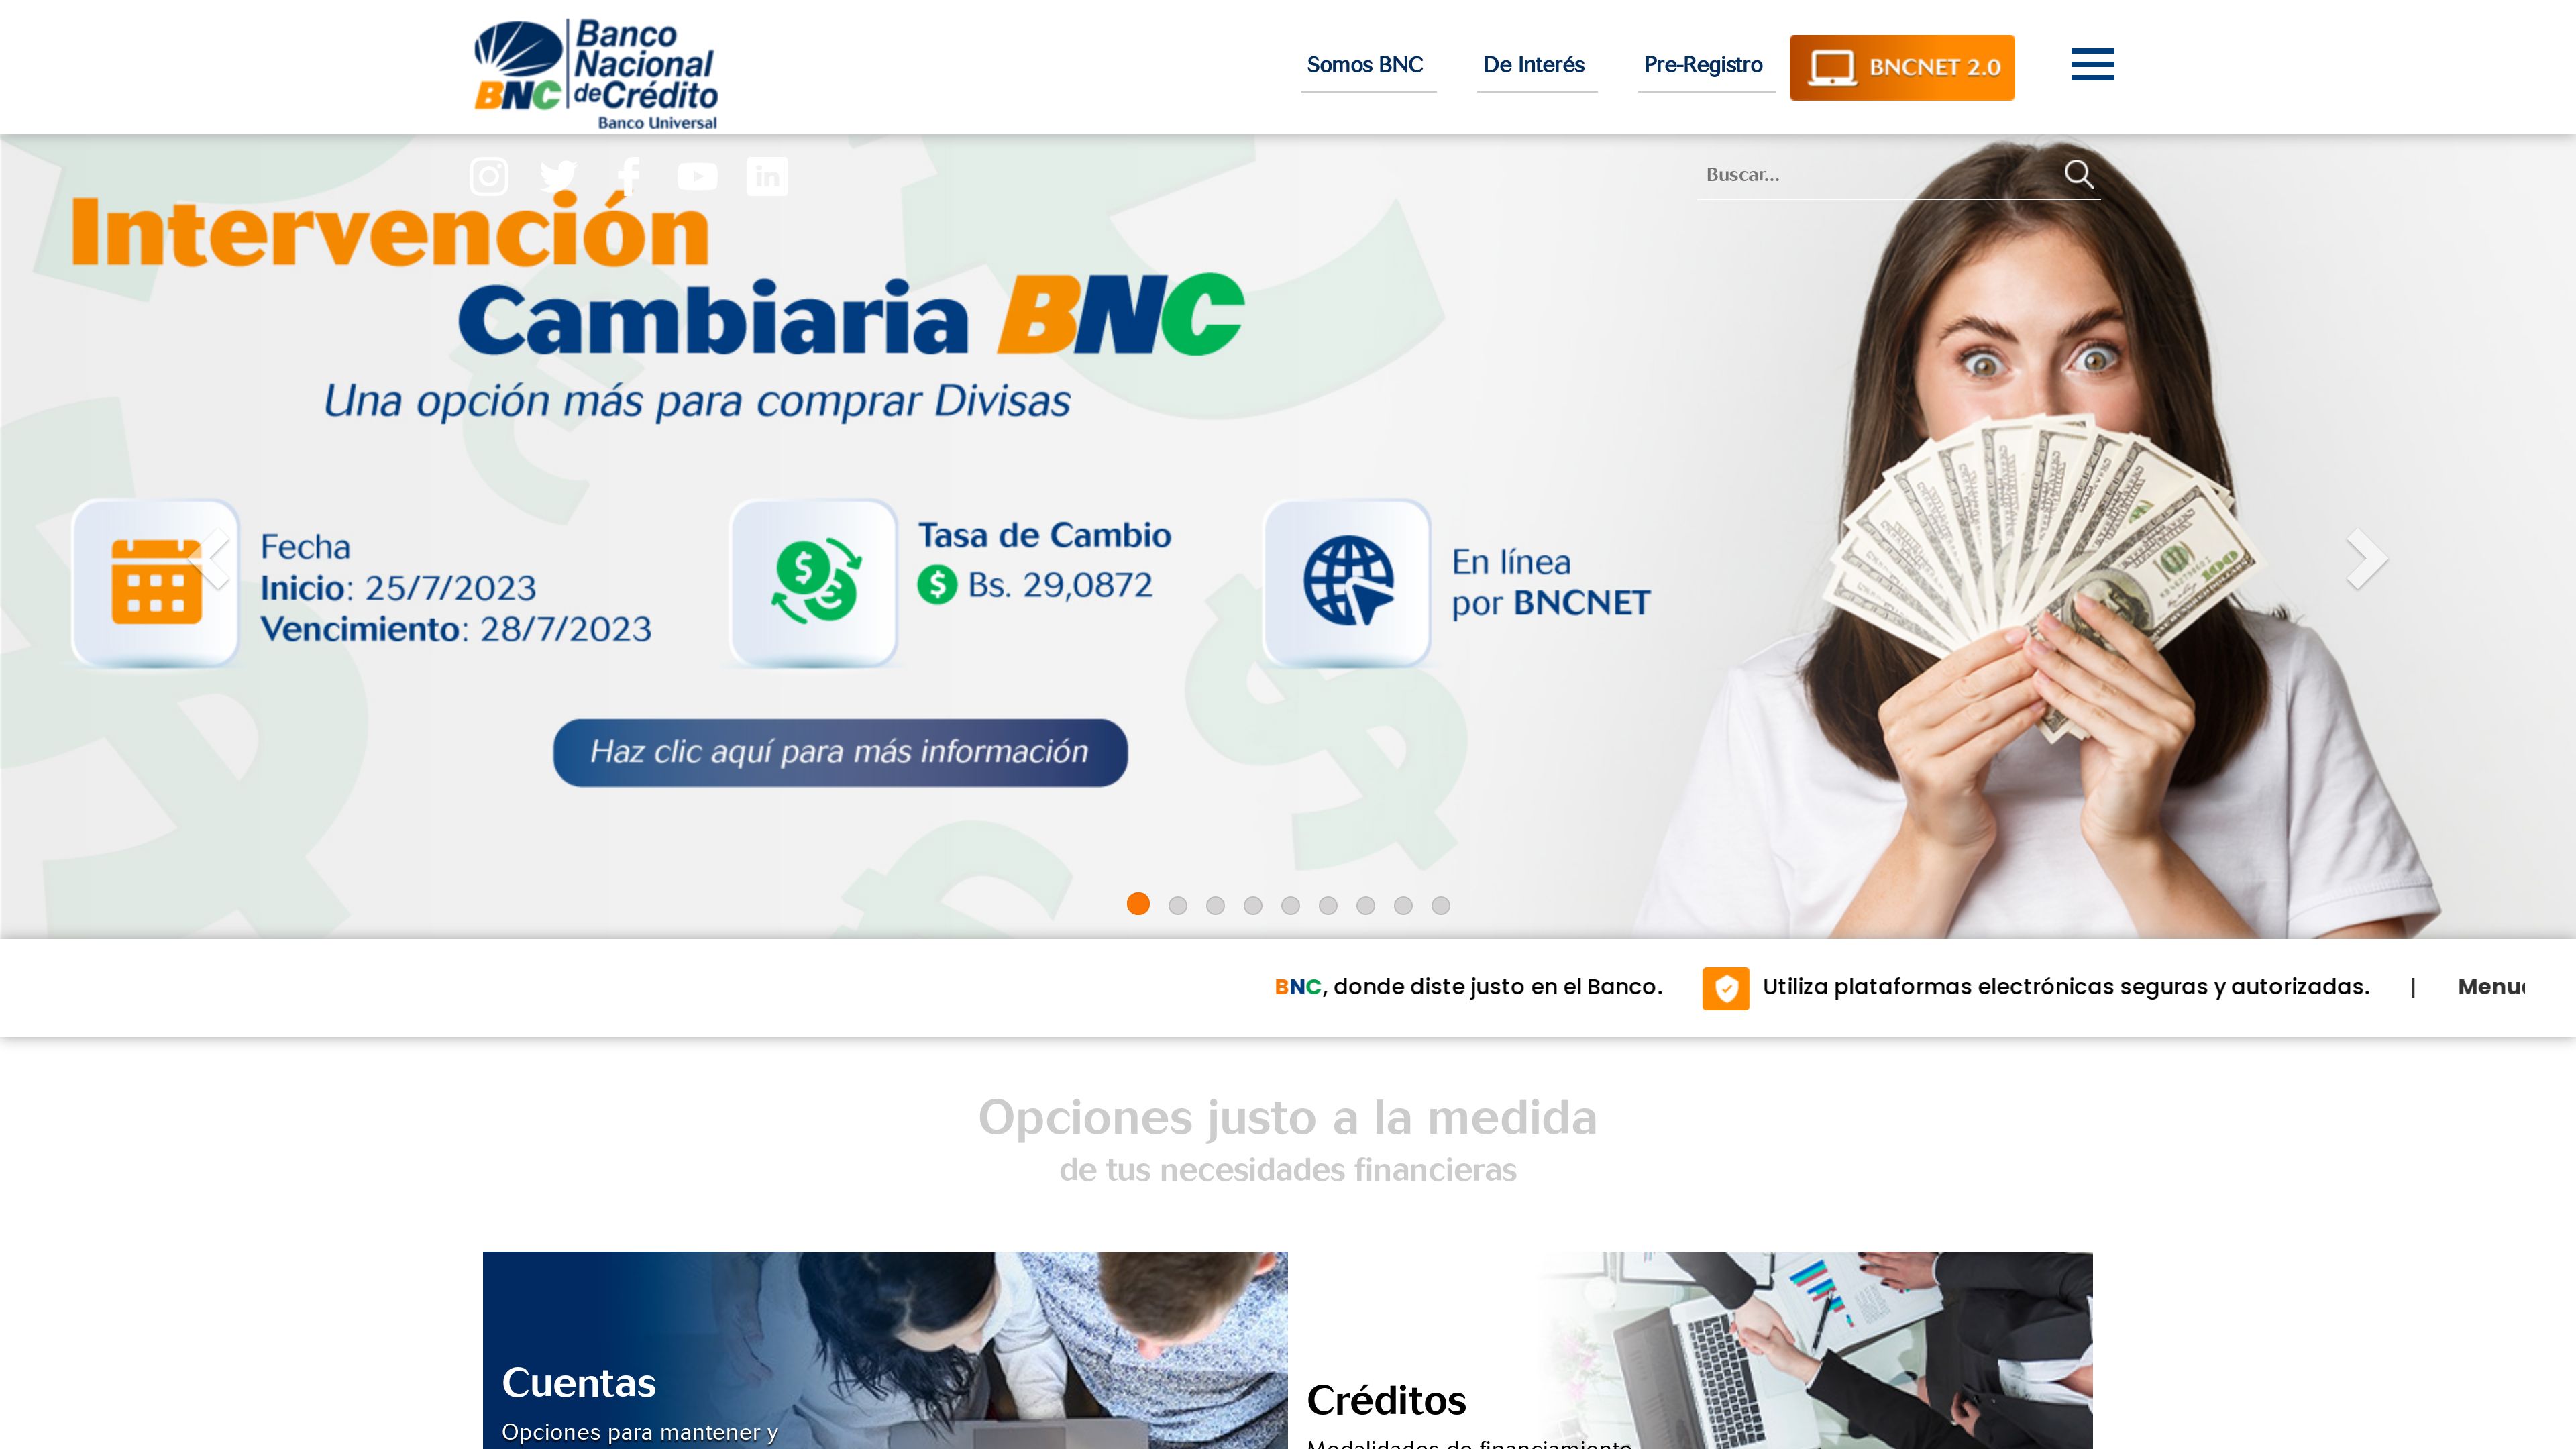 Banco
Nacional
de Crédito
BNC
Banco Universal
Somos BNC
De Interés
Pre-Registro
BNCNET 2.0
Buscar...
Intervención
Cambiaria BNC
Una opción más para comprar Divisas
Fecha
Inicio: 25/7/2023
Vencimiento: 28/7/2023
Tasa de Cambio
$ Bs. 29,0872
En línea
por BNCNET
Haz clic aquí para más información
BNC, donde diste justo en el Banco.
Utiliza plataformas electrónicas seguras y autorizadas. |
Opciones justo a la medida
de tus necesidades financieras
Cuentas
Opciones para mantener y
Créditos
Modalidades de financiamiento